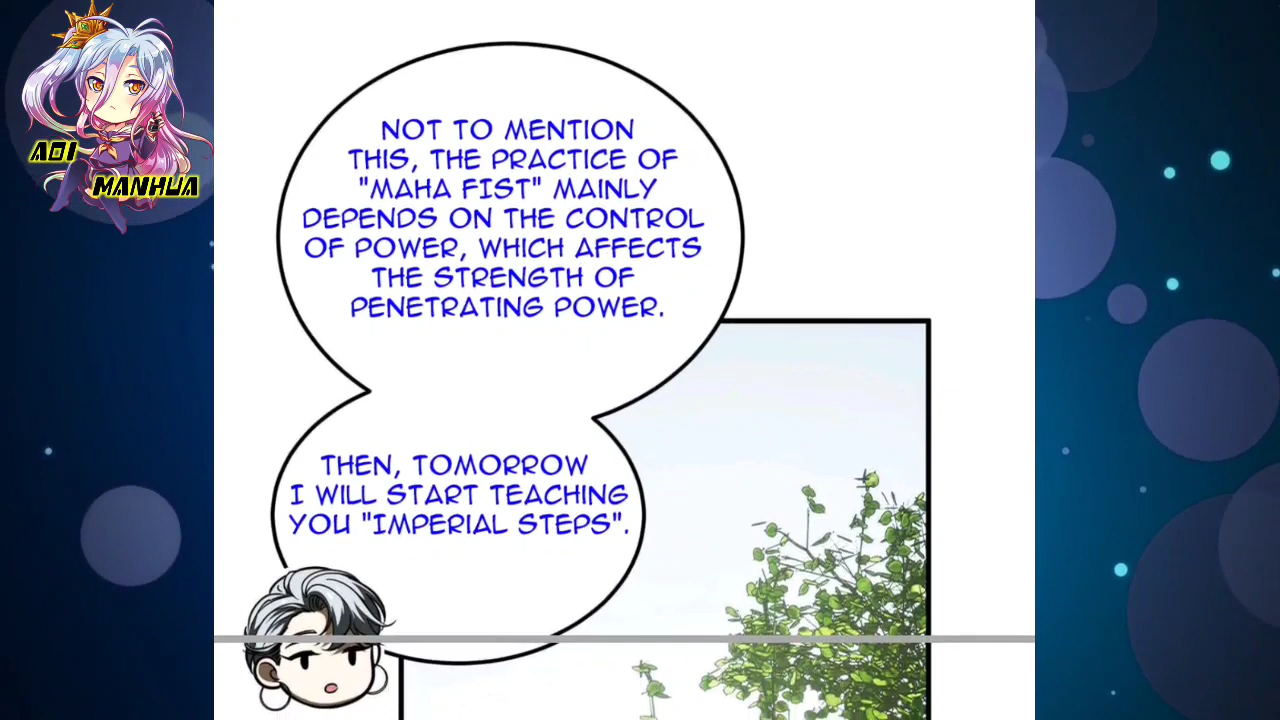 AOI
MANHUA
NOT TO MENTION
THIS, THE PRACTICE OF
"MAHA FIST" MAINLY
DEPENDS ON THE CONTROL
OF POWER, WHICH AFFECTS
THE STRENGTH OF
PENETRATING POWER.
THEN, TOMORROW
I WILL START TEACHING
YOU "IMPERIAL STEPS".